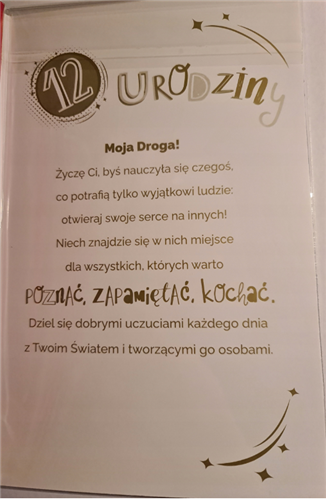 12 URODZINy
Moja Droga!
Życzę Ci, byś nauczyła się czegoś,
co potrafią tylko wyjątkowi ludzie:
otwieraj swoje serce na innych!
Niech znajdzie się w nich miejsce
dla wszystkich, których warto
POZNAĆ, ZAPAMIĘTAĆ, KOCHAĆ.
Dziel się dobrymi uczuciami każdego dnia
z Twoim Światem i tworzącymi go osobami.